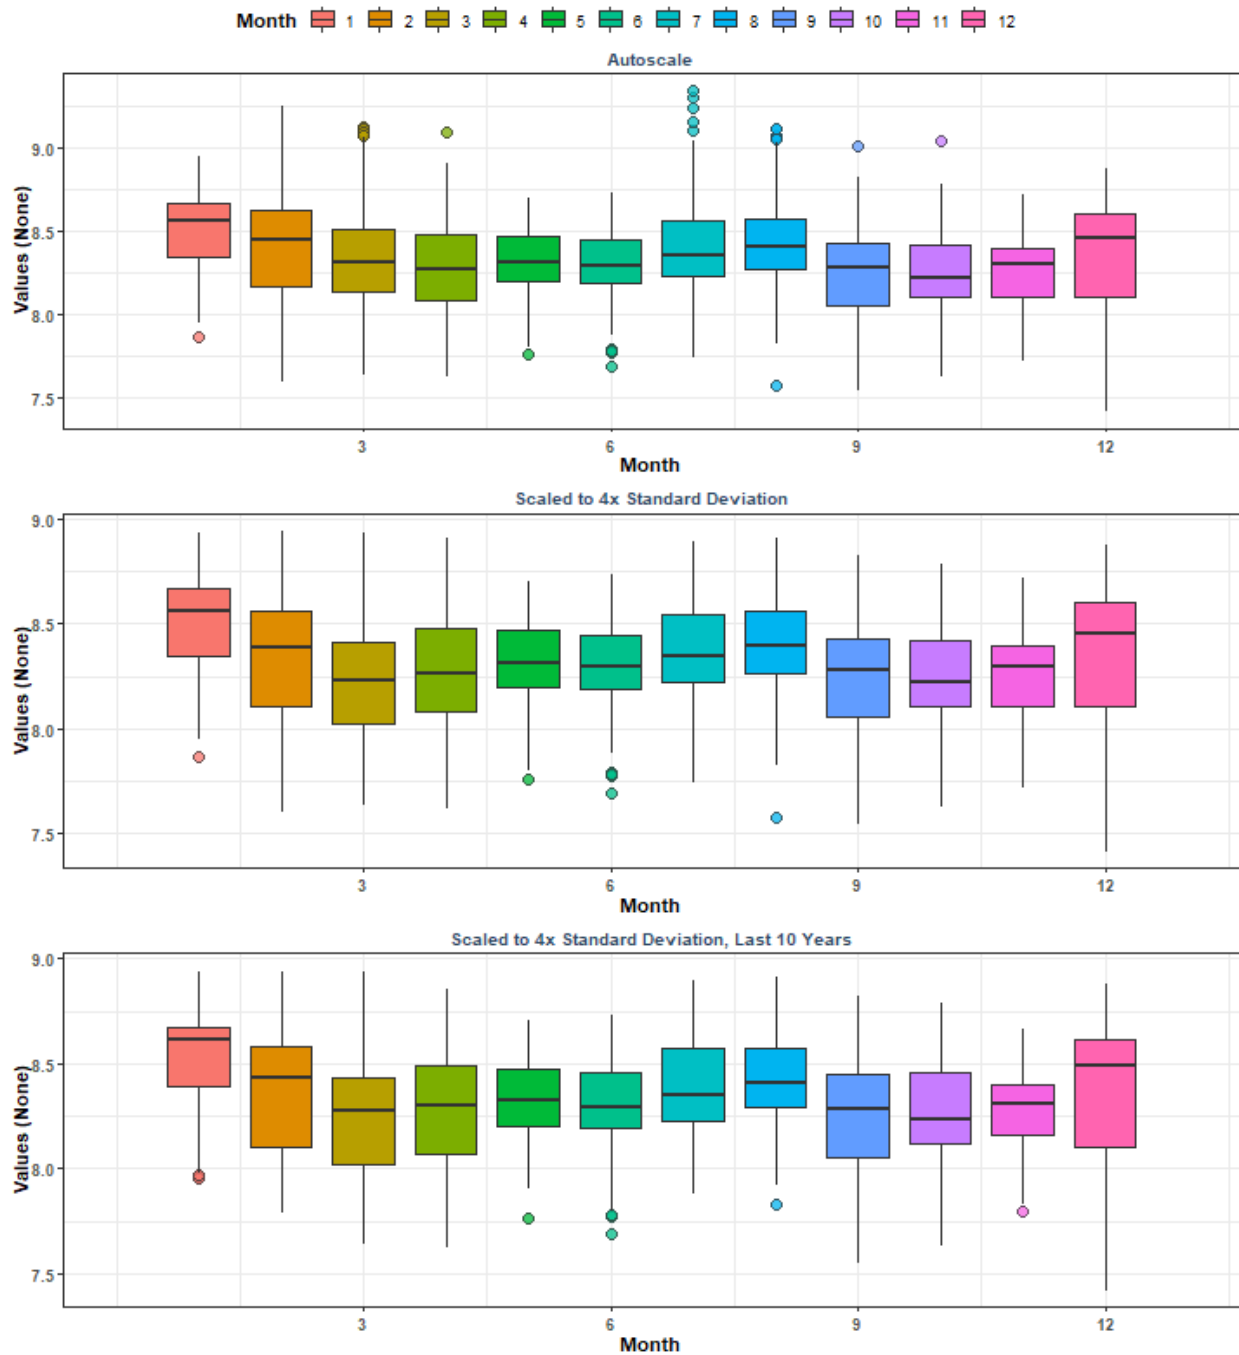 Month 1 2 3 4 5 6 7 8 9 10 11 12
Autoscale
Values (None)
9.0
8.5
8.0
7.5
3 6 9 12
Month
Scaled to 4x Standard Deviation
Values (None)
9.0
8.5
8.0
7.5
3 6 9 12
Month
Scaled to 4x Standard Deviation, Last 10 Years
Values (None)
9.0
8.5
8.0
7.5
3 6 9 12
Month